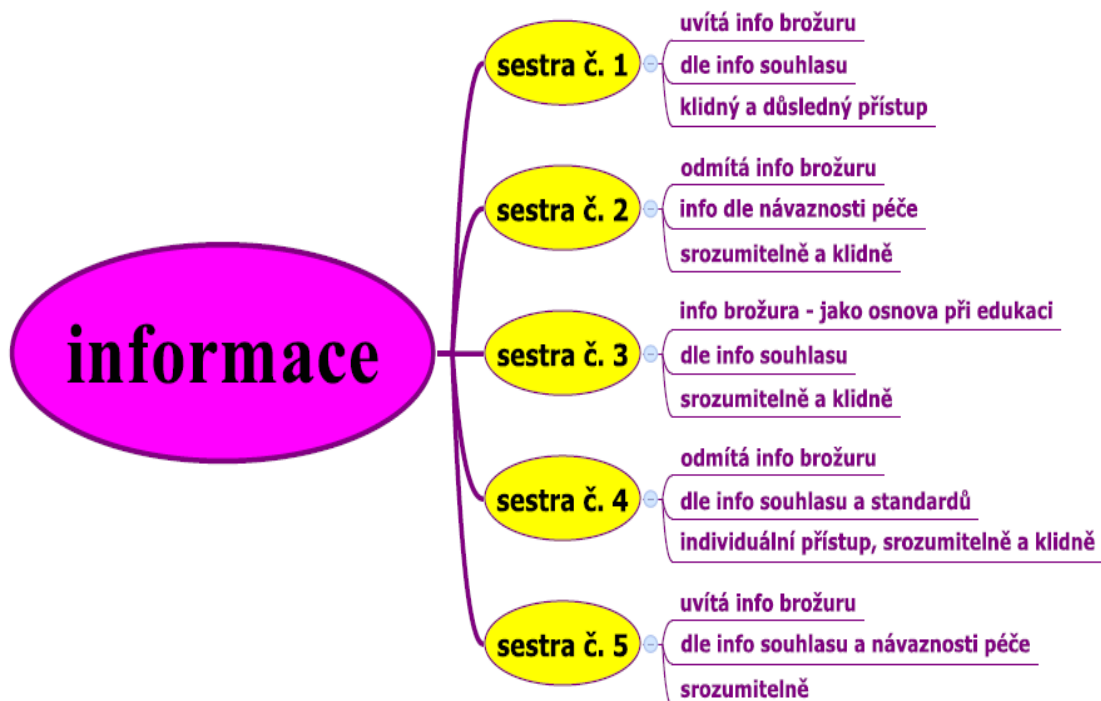 informace
sestra č. 1
uvítá info brožuru
dle info souhlasu
klidný a důsledný přístup
sestra č. 2
odmítá info brožuru
info dle návaznosti péče
srozumitelně a klidně
sestra č. 3
info brožura - jako osnova při edukaci
dle info souhlasu
srozumitelně a klidně
sestra č. 4
odmítá info brožuru
dle info souhlasu a standardů
individuální přístup, srozumitelně a klidně
sestra č. 5
uvítá info brožuru
dle info souhlasu a návaznosti péče
srozumitelně